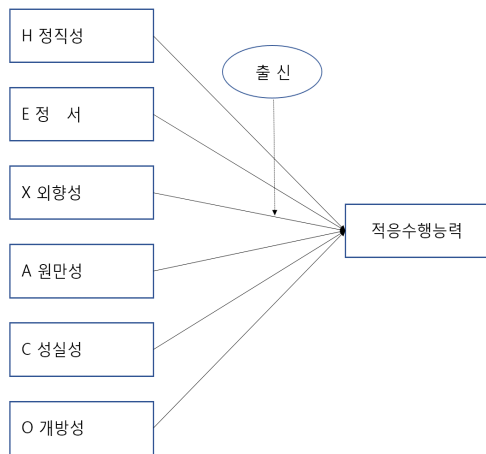 H 정직성
출 신
E 정 서
X 외향성
적응수행능력
A 원만성
C 성실성
O 개방성